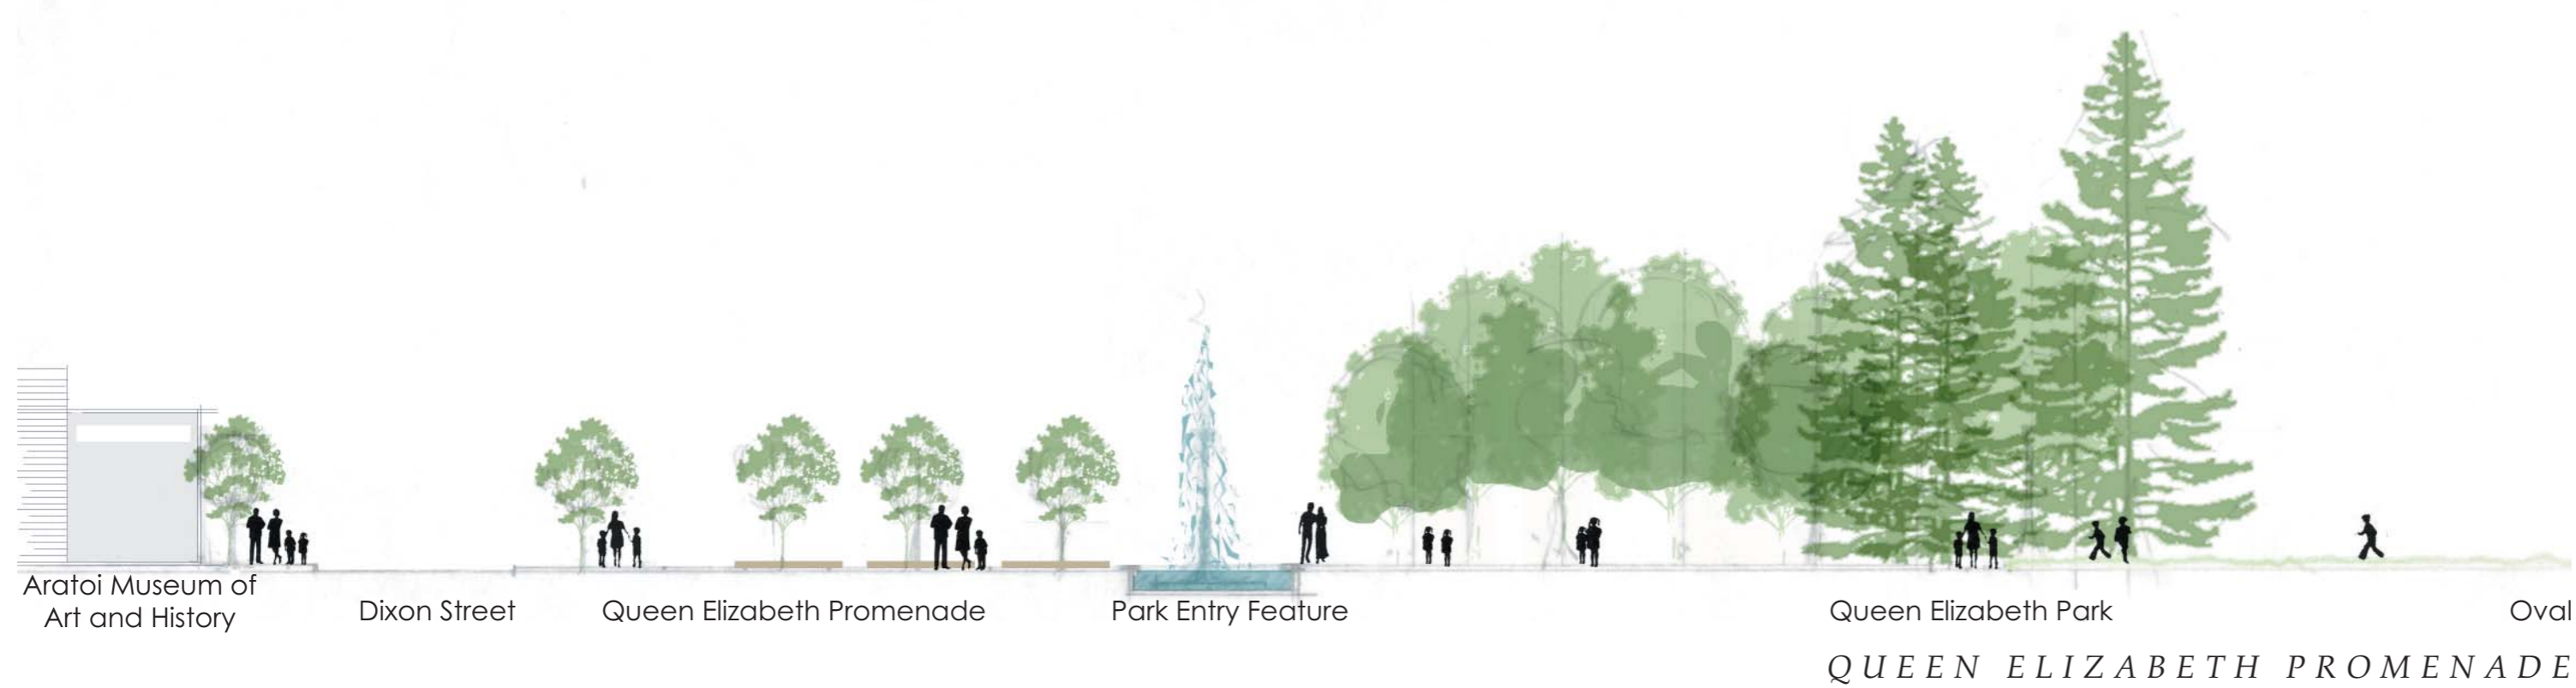 Aratoi Museum of
Art and History
Dixon Street
Queen Elizabeth Promenade
Park Entry Feature
Queen Elizabeth Park
Oval
QUEEN ELIZABETH PROMENADE